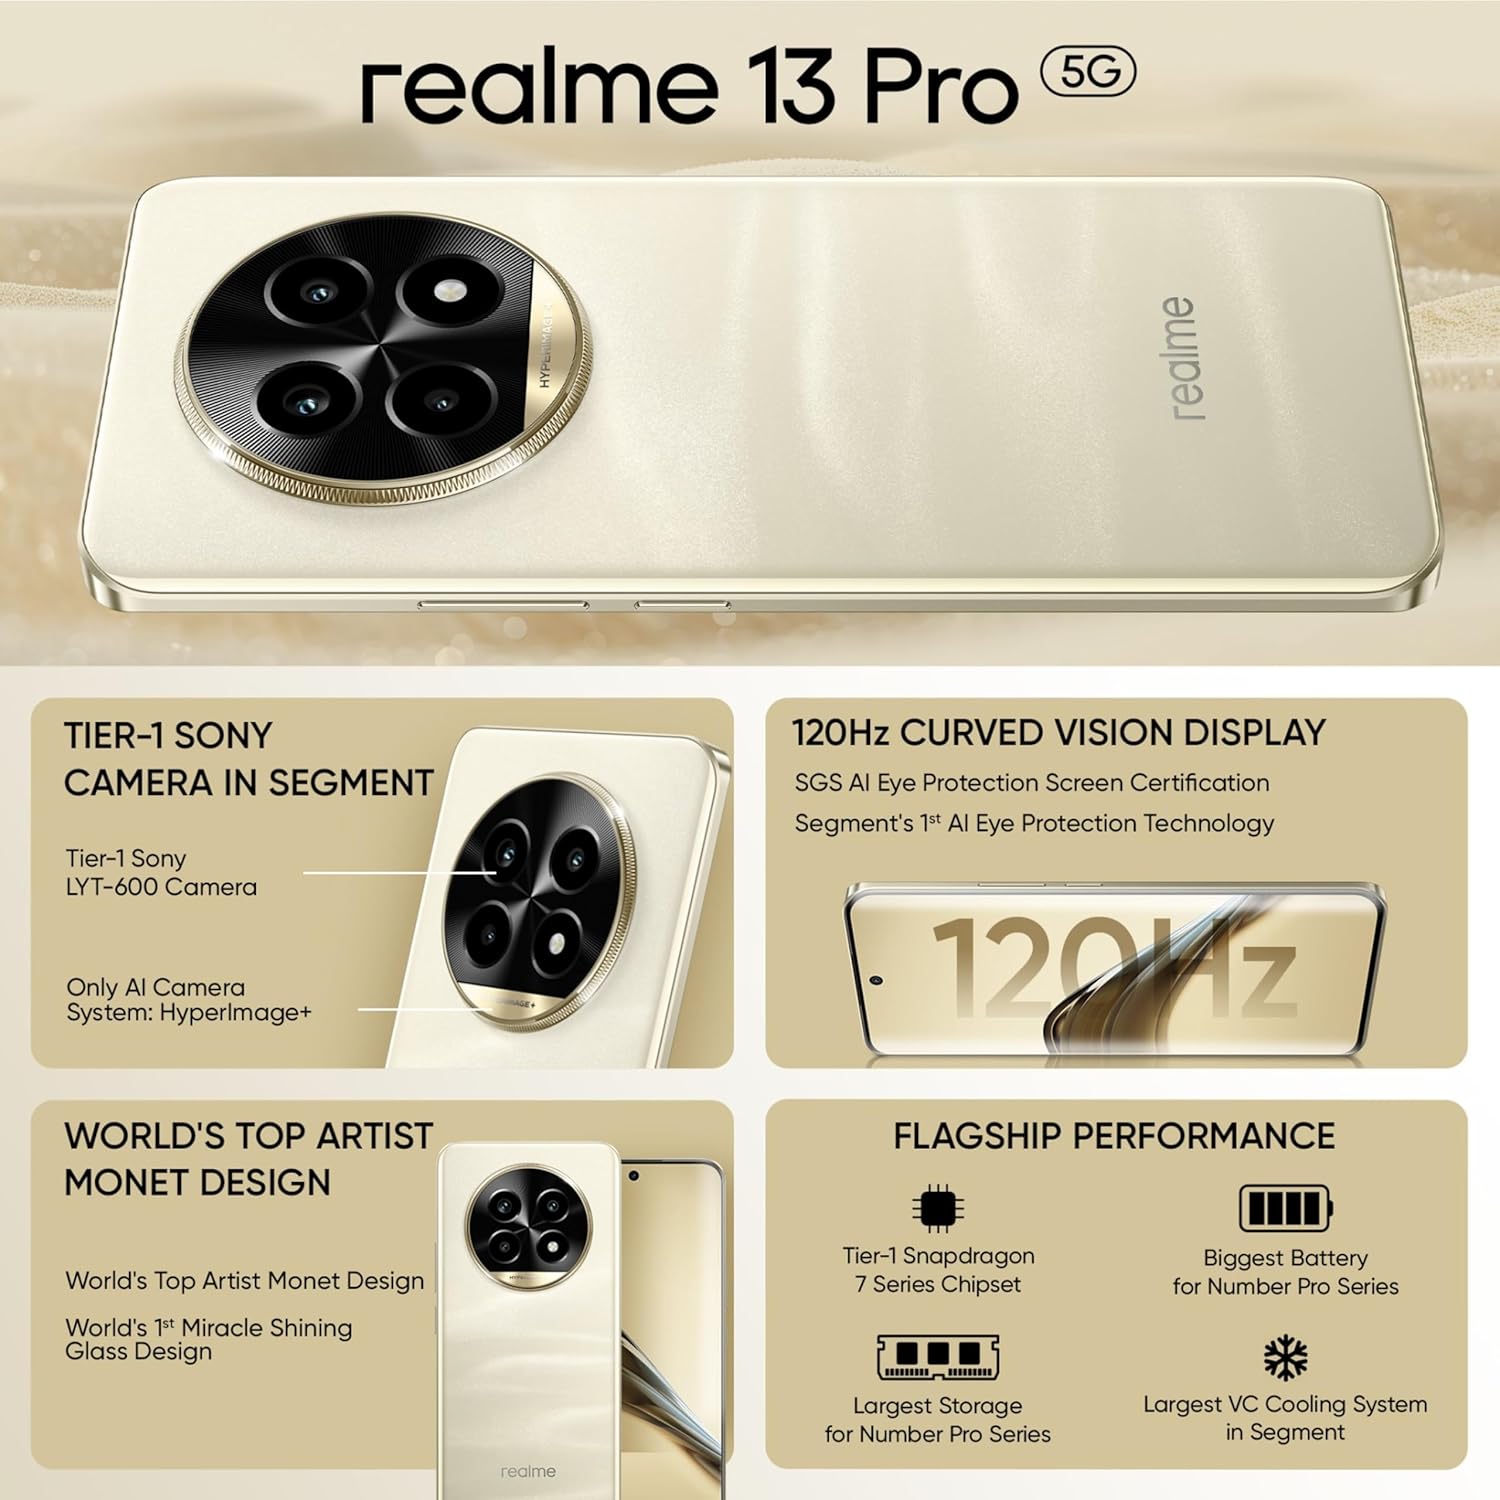 realme 13 Pro 5G
HYPERIMAGE+
realme
TIER-1 SONY
CAMERA IN SEGMENT
Tier-1 Sony
LYT-600 Camera
Only AI Camera
System: HyperImage+
120Hz CURVED VISION DISPLAY
SGS AI Eye Protection Screen Certification
Segment's 1st AI Eye Protection Technology
120Hz
WORLD'S TOP ARTIST
MONET DESIGN
World's Top Artist Monet Design
World's 1st Miracle Shining
Glass Design
realme
FLAGSHIP PERFORMANCE
Tier-1 Snapdragon
7 Series Chipset
Biggest Battery
for Number Pro Series
Largest Storage
for Number Pro Series
Largest VC Cooling System
in Segment